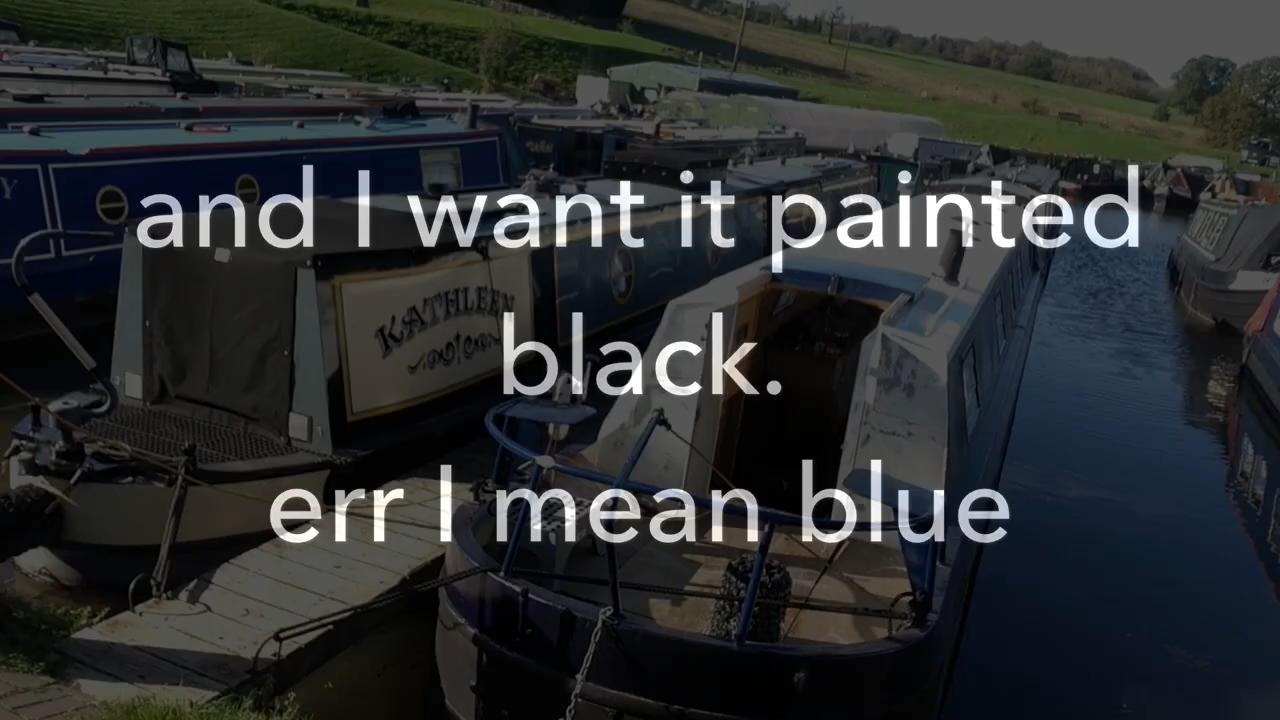 and I want it painted
black.
err I mean blue
KATHLEEN
Y